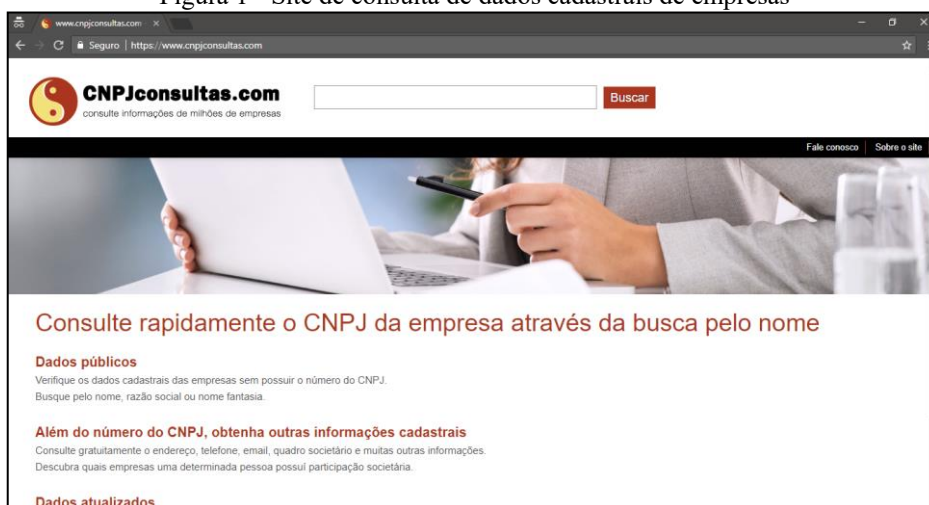 Figura 1 - Site de consulta de dados cadastrais de empresas
www.cnpjconsultas.com
Seguro | https://www.cnpjconsultas.com
CNPJconsultas.com
consulte informações de milhões de empresas
Buscar
Fale conosco | Sobre o site
Consulte rapidamente o CNPJ da empresa através da busca pelo nome
Dados públicos
Verifique os dados cadastrais das empresas sem possuir o número do CNPJ.
Busque pelo nome, razão social ou nome fantasia.
Além do número do CNPJ, obtenha outras informações cadastrais
Consulte gratuitamente o endereço, telefone, email, quadro societário e muitas outras informações.
Descubra quais empresas uma determinada pessoa possuí participação societária.
Dados atualizados